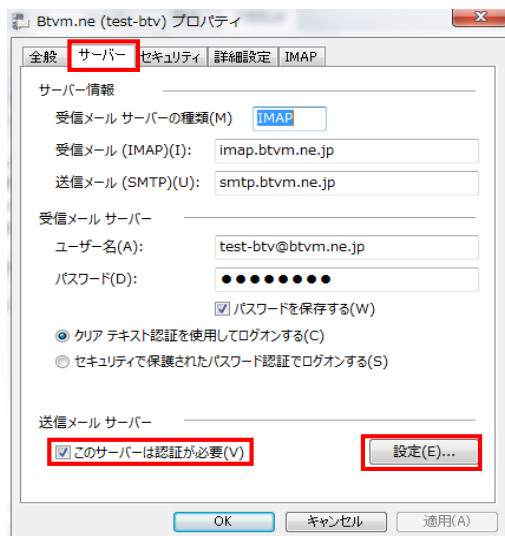 Btvm.ne (test-btv) プロパティ
全般 サーバー セキュリティ 詳細設定 IMAP
サーバー情報
受信メール サーバーの種類(M) IMAP
受信メール (IMAP)(I): imap.btvm.ne.jp
送信メール (SMTP)(U): smtp.btvm.ne.jp
受信メール サーバー
ユーザー名(A): test-btv@btvm.ne.jp
パスワード(D): ●●●●●●●●
パスワードを保存する(W)
クリア テキスト認証を使用してログオンする(C)
セキュリティで保護されたパスワード認証でログオンする(S)
送信メール サーバー
このサーバーは認証が必要(V) 設定(E)...
OK キャンセル 適用(A)